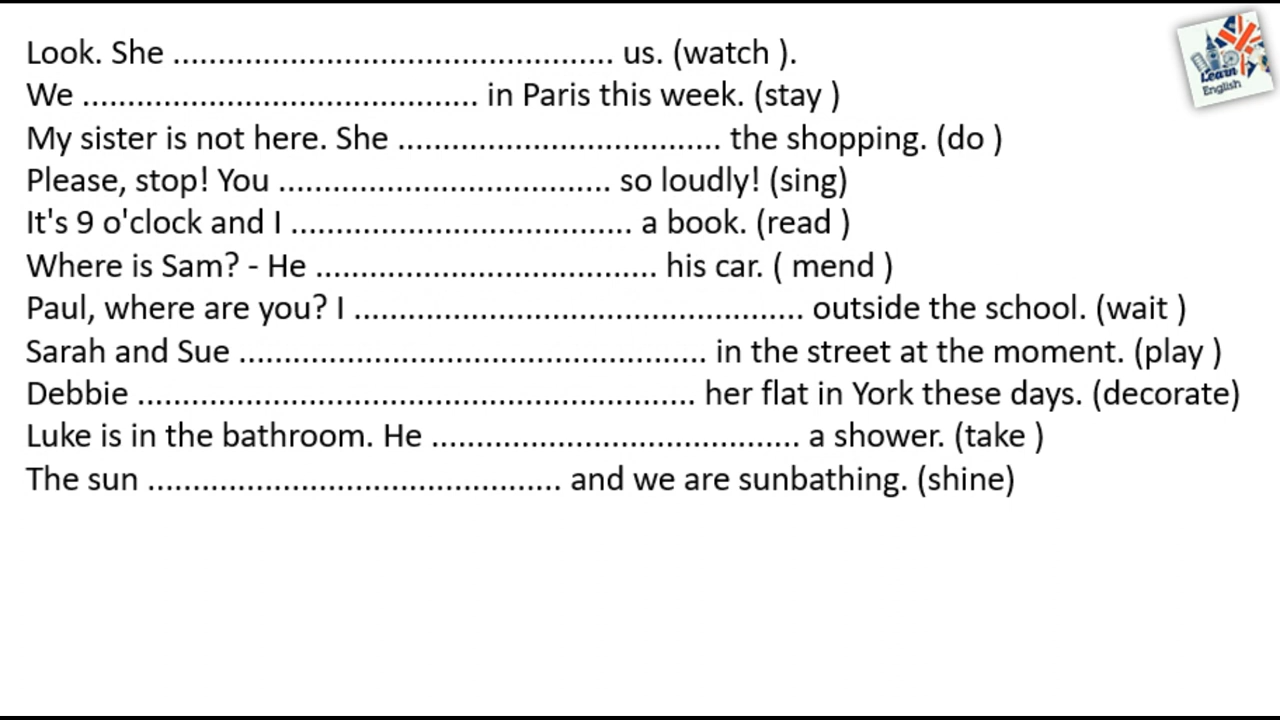 Learn
English
Look. She ................................................ us. (watch ).
We ............................................ in Paris this week. (stay )
My sister is not here. She .................................... the shopping. (do )
Please, stop! You ..................................... so loudly! (sing)
It's 9 o'clock and I ...................................... a book. (read )
Where is Sam? - He ...................................... his car. ( mend )
Paul, where are you? I .................................................. outside the school. (wait )
Sarah and Sue .................................................... in the street at the moment. (play )
Debbie .............................................................. her flat in York these days. (decorate)
Luke is in the bathroom. He ......................................... a shower. (take )
The sun .............................................. and we are sunbathing. (shine)